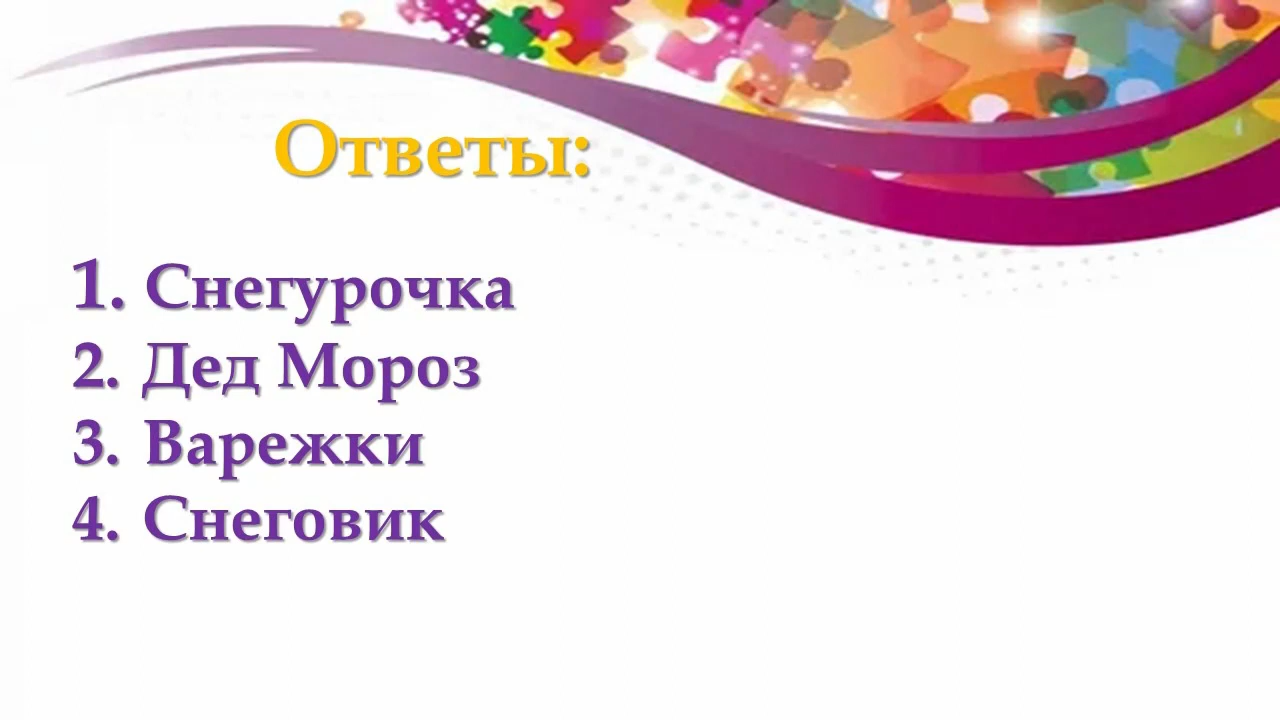 Ответы:
1. Снегурочка
2. Дед Мороз
3. Варежки
4. Снеговик